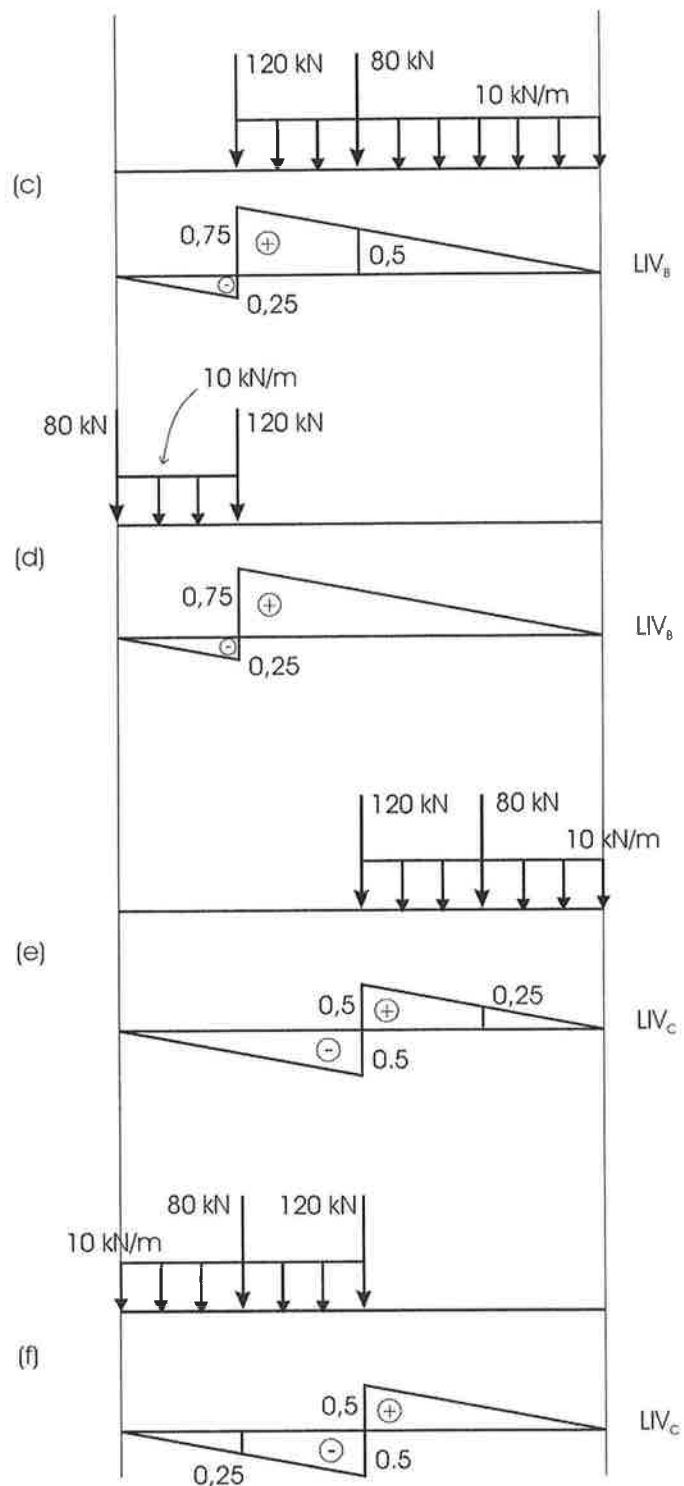 120 kN 80 kN
10 kN/m
(c)
0,75 + 0,5 LIV_B
- 0,25
10 kN/m
80 kN 120 kN
(d)
0,75 + LIV_B
- 0,25
120 kN 80 kN
10 kN/m
(e)
0,5 + 0,25 LIV_C
- 0.5
80 kN 120 kN
10 kN/m
(f)
0,5 + LIV_C
0,25 - 0.5